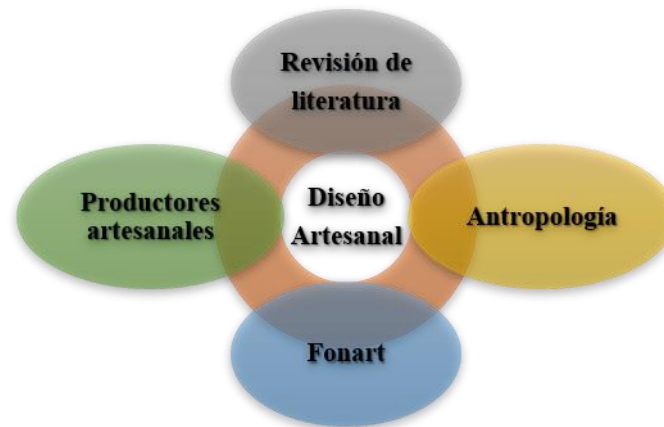 Revisión de
literatura
Productores
artesanales
Diseño
Artesanal
Antropología
Fonart